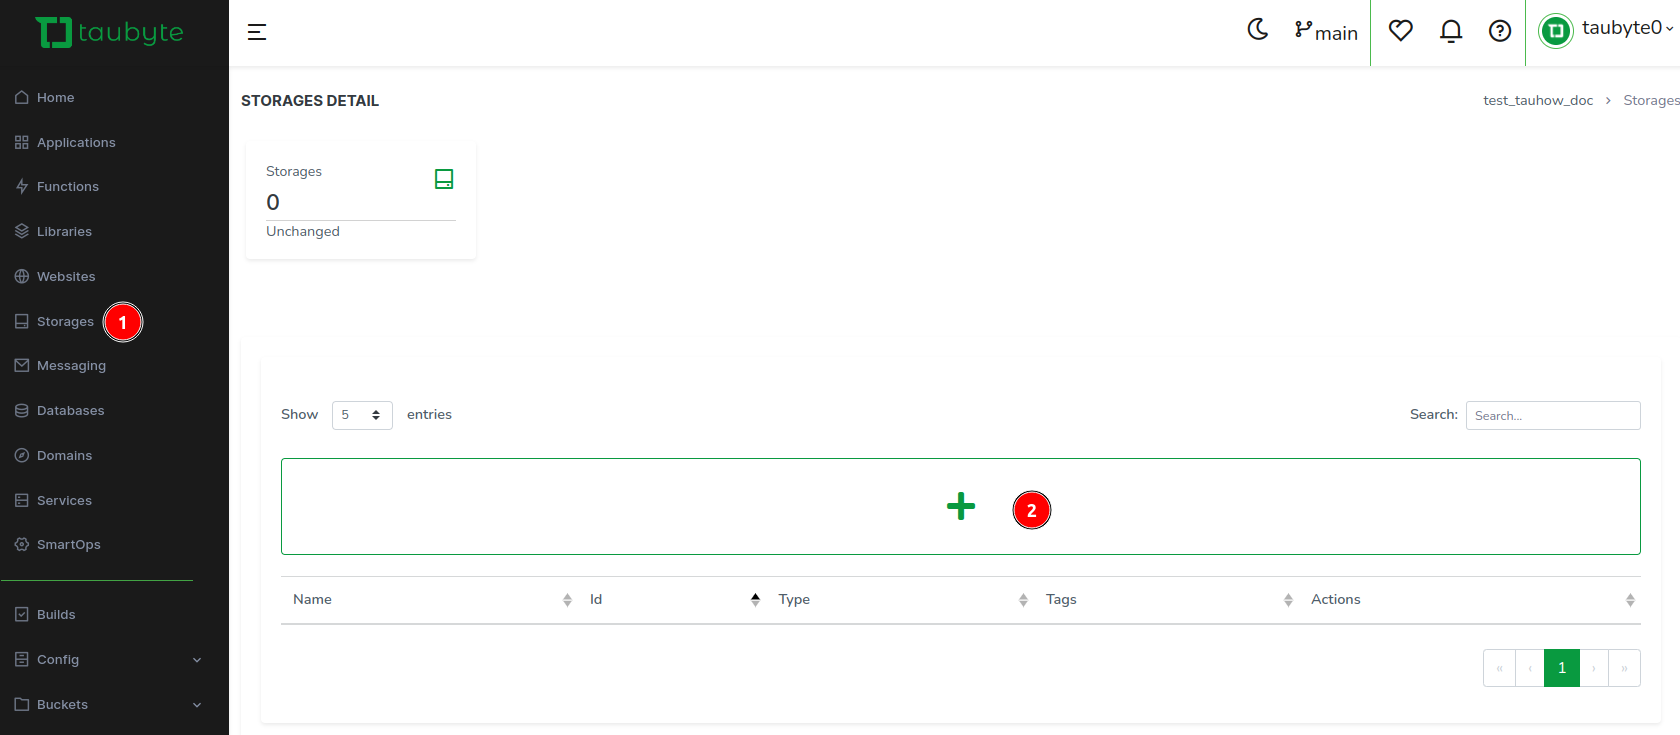 taubyte
main
taubyte0
Home
Applications
Functions
Libraries
Websites
Storages 1
Messaging
Databases
Domains
Services
SmartOps
Builds
Config
Buckets
STORAGES DETAIL
test_tauhow_doc › Storages
Storages
0
Unchanged
Show 5 entries
Search: Search...
+ 2
Name Id Type Tags Actions
« ‹ 1 › »